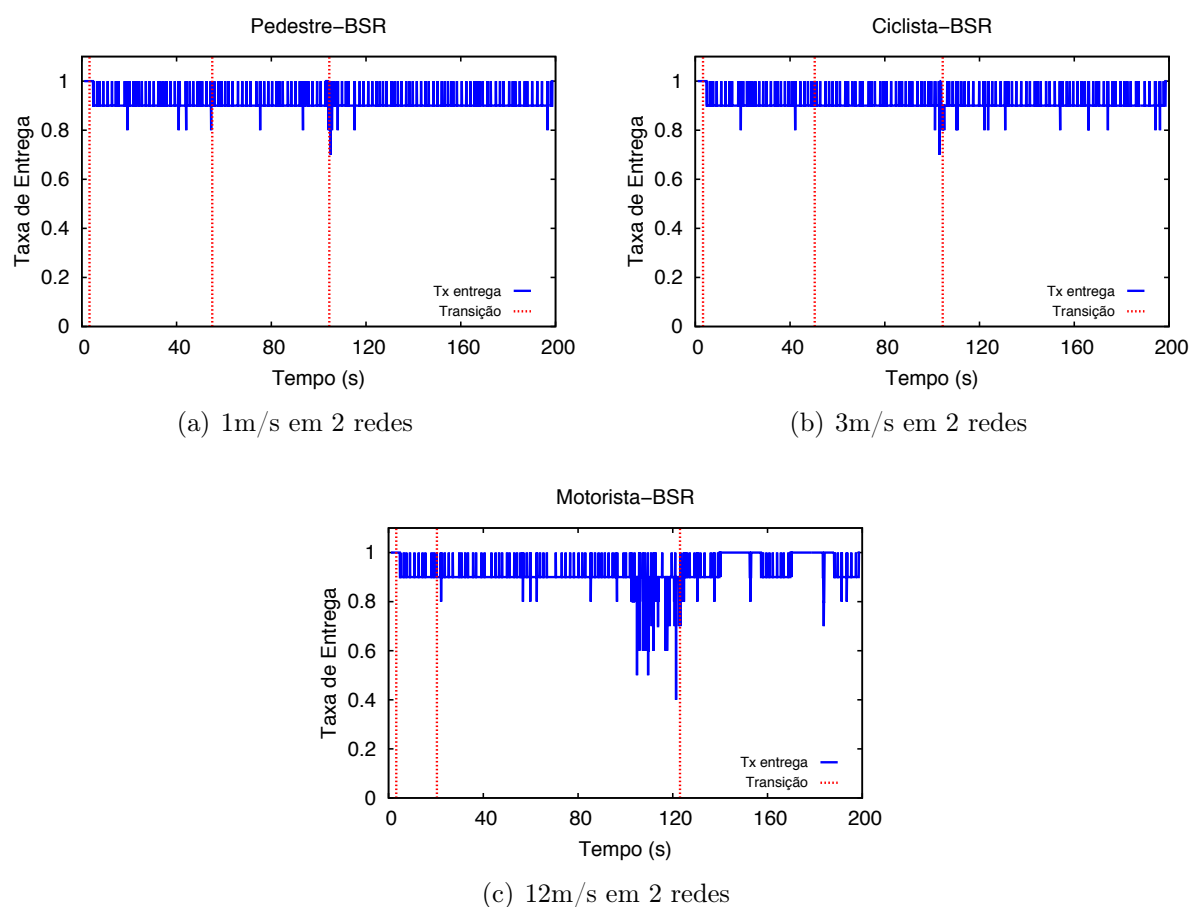 Pedestre-BSR
Taxa de Entrega
1
0.8
0.6
0.4
0.2
0
0 40 80 120 160 200
Tempo (s)
Tx entrega
Transição
(a) 1m/s em 2 redes
Ciclista-BSR
Taxa de Entrega
1
0.8
0.6
0.4
0.2
0
0 40 80 120 160 200
Tempo (s)
Tx entrega
Transição
(b) 3m/s em 2 redes
Motorista-BSR
Taxa de Entrega
1
0.8
0.6
0.4
0.2
0
0 40 80 120 160 200
Tempo (s)
Tx entrega
Transição
(c) 12m/s em 2 redes